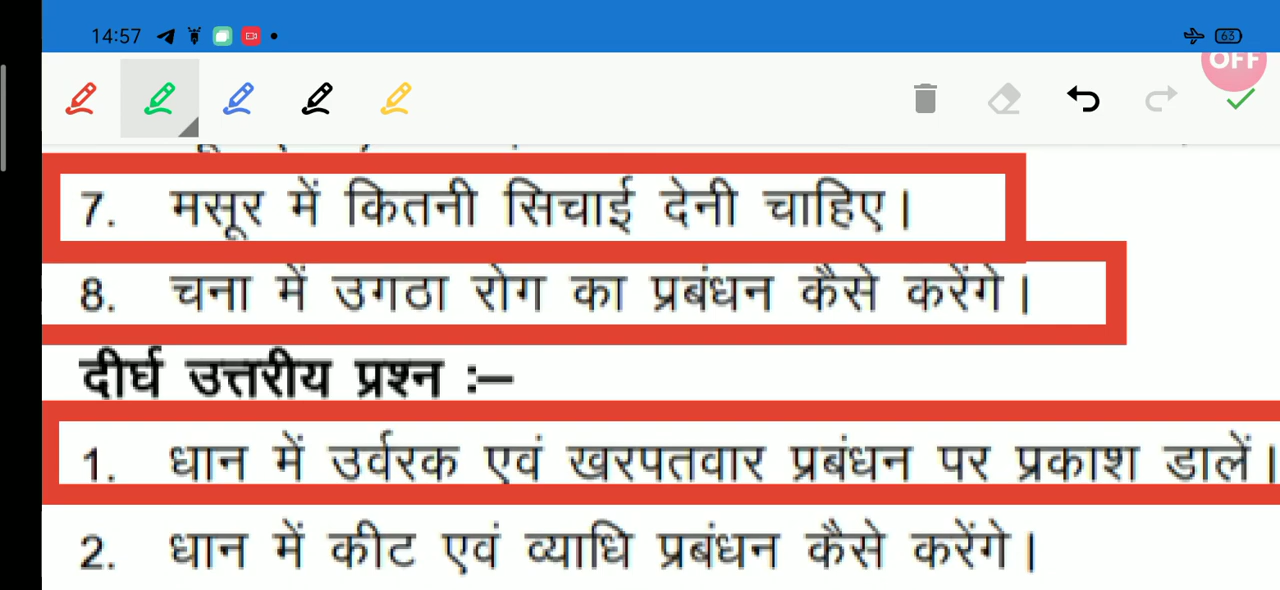 14:57
63
OFF
7. मसूर में कितनी सिचाई देनी चाहिए।
8. चना में उगठा रोग का प्रबंधन कैसे करेंगे।
दीर्घ उत्तरीय प्रश्न :—
1. धान में उर्वरक एवं खरपतवार प्रबंधन पर प्रकाश डालें।
2. धान में कीट एवं व्याधि प्रबंधन कैसे करेंगे।